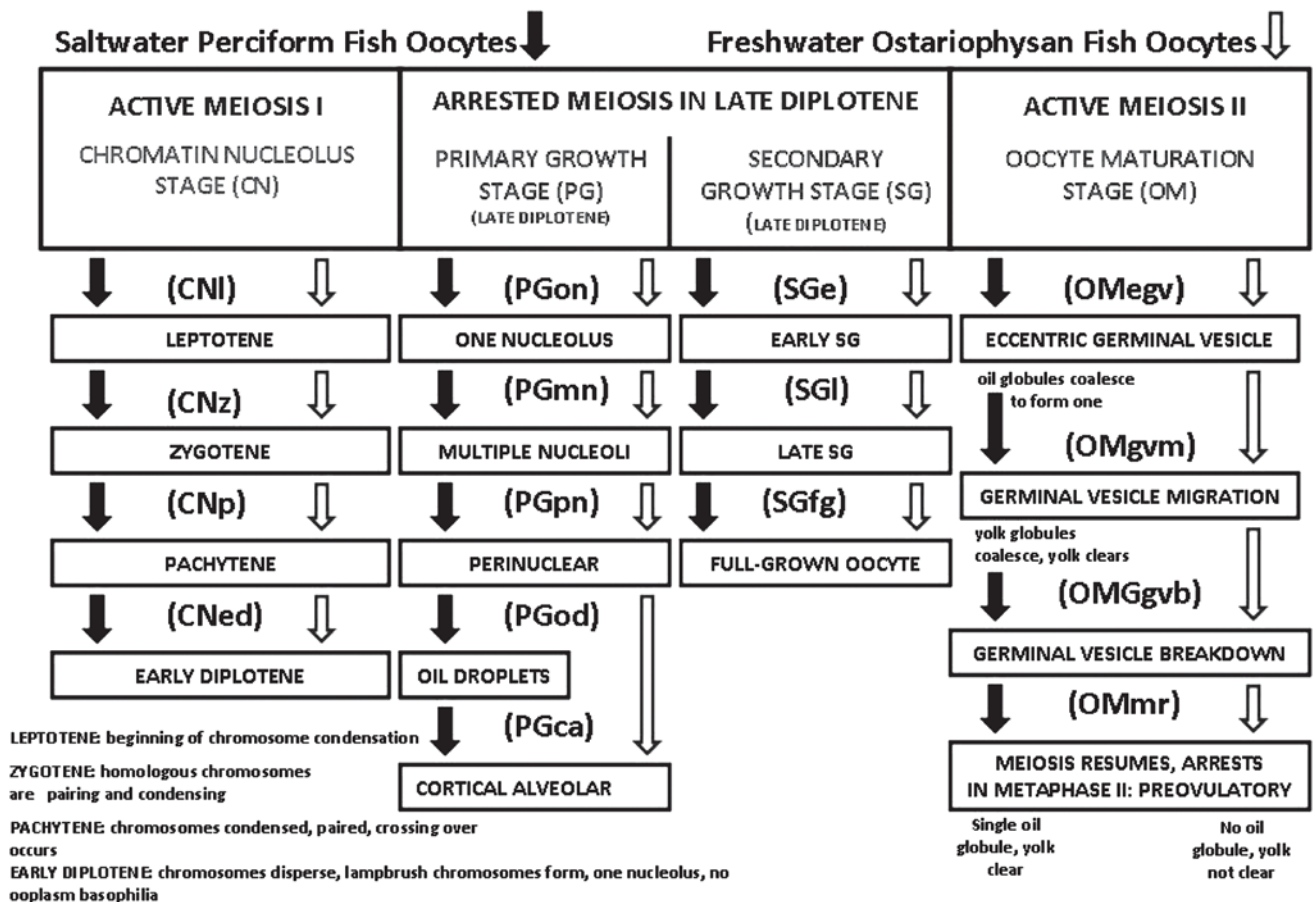 Saltwater Perciform Fish Oocytes
Freshwater Ostariophysan Fish Oocytes
ACTIVE MEIOSIS I
CHROMATIN NUCLEOLUS
STAGE (CN)
ARRESTED MEIOSIS IN LATE DIPLOTENE
PRIMARY GROWTH
STAGE (PG)
(LATE DIPLOTENE)
SECONDARY
GROWTH STAGE (SG)
(LATE DIPLOTENE)
ACTIVE MEIOSIS II
OOCYTE MATURATION
STAGE (OM)
(CNl)
LEPTOTENE
(CNz)
ZYGOTENE
(CNp)
PACHYTENE
(CNed)
EARLY DIPLOTENE
(PGon)
ONE NUCLEOLUS
(PGmn)
MULTIPLE NUCLEOLI
(PGpn)
PERINUCLEAR
(PGod)
OIL DROPLETS
(PGca)
CORTICAL ALVEOLAR
(SGe)
EARLY SG
(SGl)
LATE SG
(SGfg)
FULL-GROWN OOCYTE
(OMegv)
ECCENTRIC GERMINAL VESICLE
oil globules coalesce
to form one
(OMgvm)
GERMINAL VESICLE MIGRATION
yolk globules
coalesce, yolk clears
(OMGgvb)
GERMINAL VESICLE BREAKDOWN
(OMmr)
MEIOSIS RESUMES, ARRESTS
IN METAPHASE II: PREOVULATORY
Single oil
globule, yolk
clear
No oil
globule, yolk
not clear
LEPTOTENE: beginning of chromosome condensation
ZYGOTENE: homologous chromosomes
are pairing and condensing
PACHYTENE: chromosomes condensed, paired, crossing over
occurs
EARLY DIPLOTENE: chromosomes disperse, lampbrush chromosomes form, one nucleolus, no
ooplasm basophilia